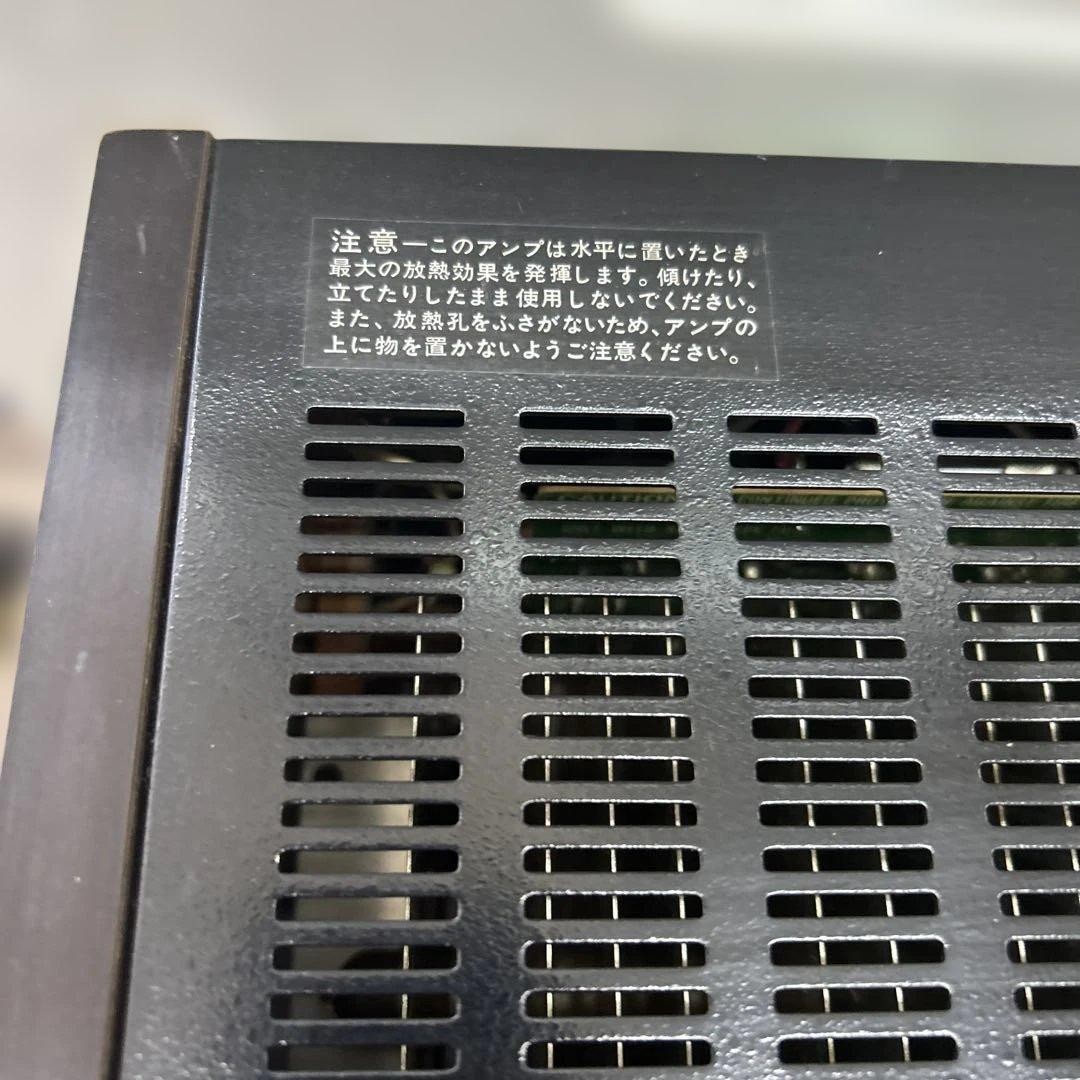 注意—このアンプは水平に置いたとき
最大の放熱効果を発揮します。傾けたり、
立てたりしたまま使用しないでください。
また、放熱孔をふさがないため、アンプの
上に物を置かないようご注意ください。
CAUTION